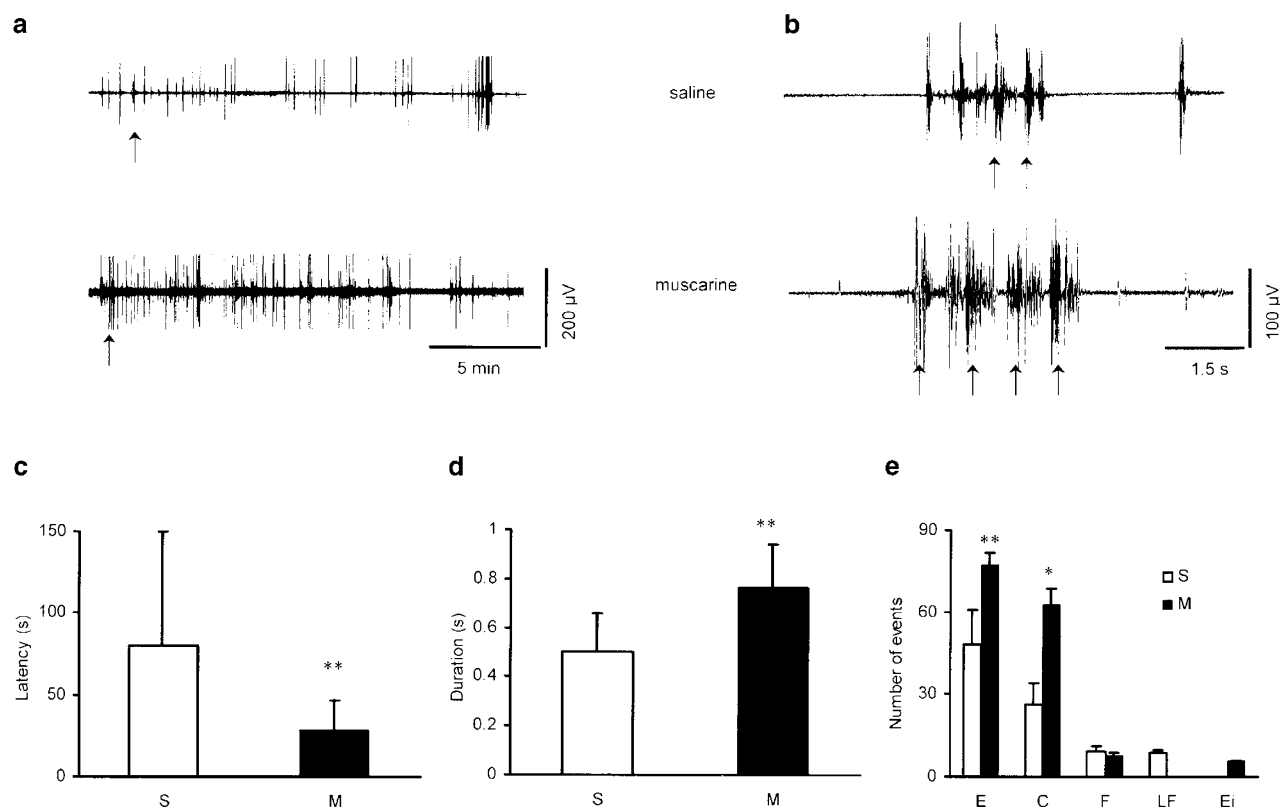 a
b
saline
muscarine
200 µV
5 min
100 µV
1.5 s
c
d
e
150
100
50
0
Latency (s)
**
S
M
1
0.8
0.6
0.4
0.2
0
Duration (s)
**
S
M
90
60
30
0
Number of events
**
*
S
M
E
C
F
LF
Ei